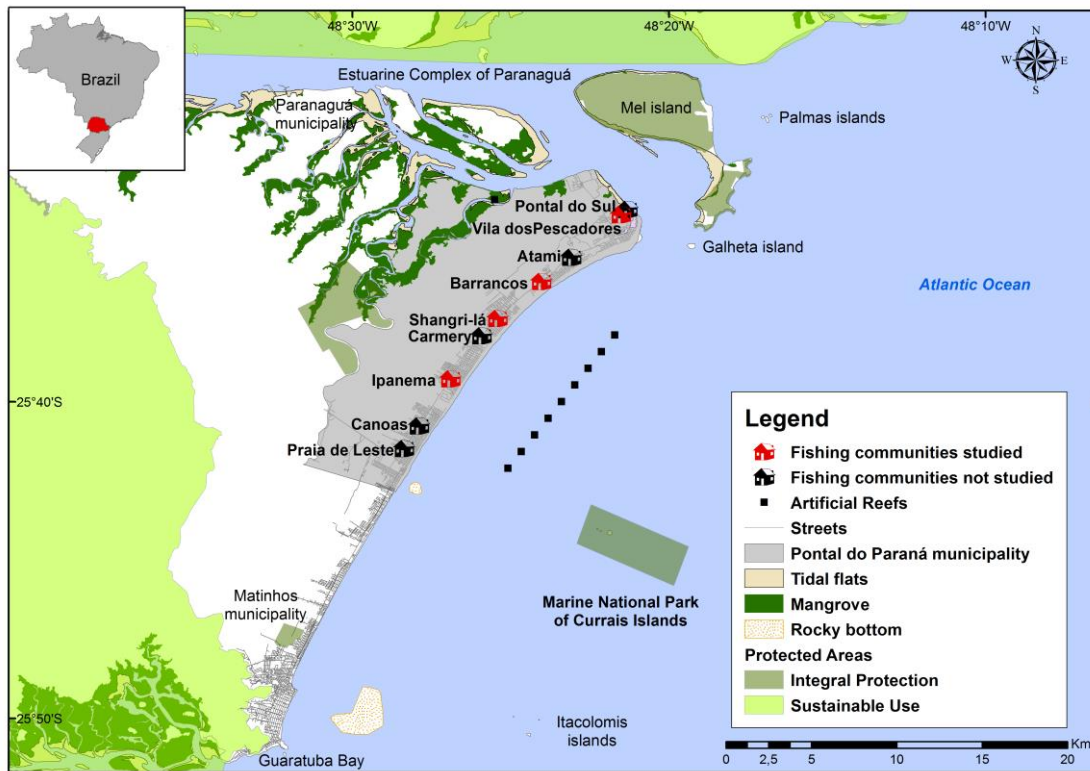 48°30'W
48°20'W
48°10'W
Brazil
N
W
E
S
Estuarine Complex of Paranaguá
Paranaguá
municipality
Mel island
Palmas islands
Pontal do Sul
Vila dosPescadores
Galheta island
Atami
Barrancos
Atlantic Ocean
Shangri-lá
Carmery
Ipanema
25°40'S
Canoas
Praia de Leste
Marine National Park
of Currais Islands
Matinhos
municipality
25°50'S
Itacolomis
islands
Guaratuba Bay
Legend
Fishing communities studied
Fishing communities not studied
Artificial Reefs
Streets
Pontal do Paraná municipality
Tidal flats
Mangrove
Rocky bottom
Protected Areas
Integral Protection
Sustainable Use
Km
0 2,5 5 10 15 20